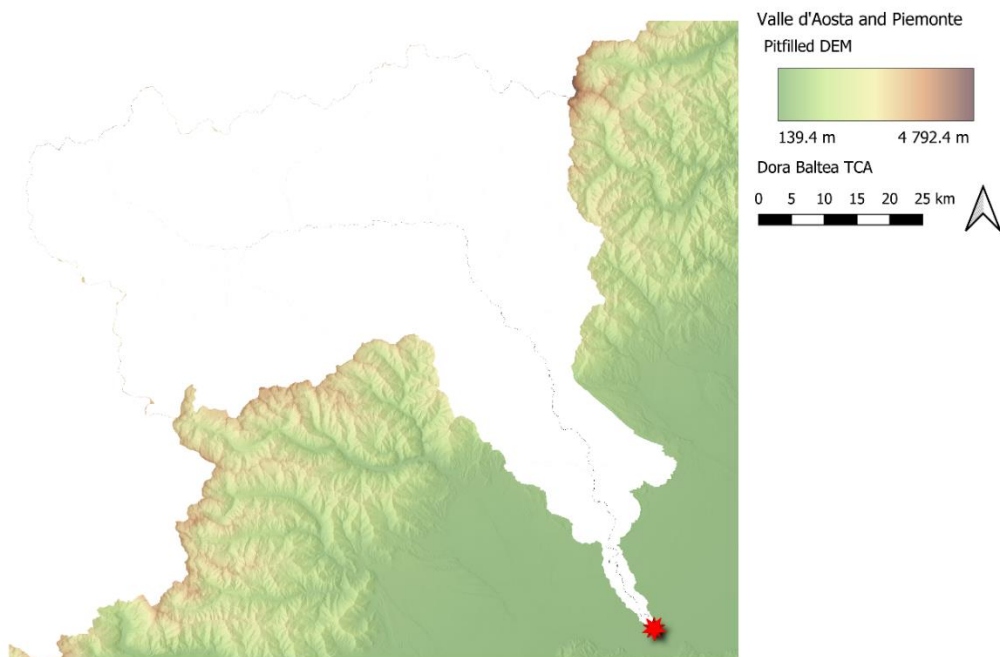 Valle d'Aosta and Piemonte
Pitfilled DEM
139.4 m 4 792.4 m
Dora Baltea TCA
0 5 10 15 20 25 km